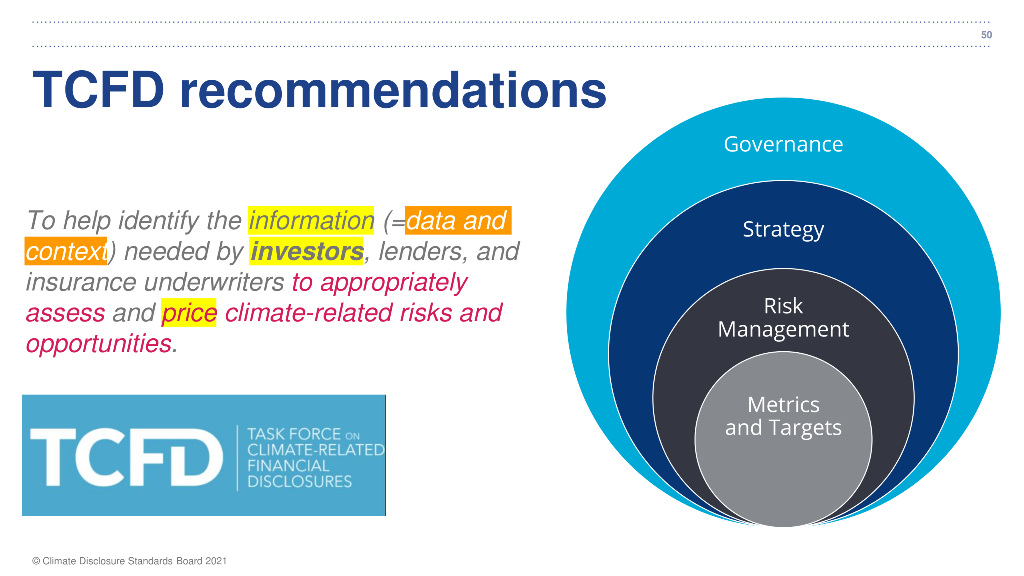 50
TCFD recommendations
To help identify the information (=data and
context) needed by investors, lenders, and
insurance underwriters to appropriately
assess and price climate-related risks and
opportunities.
Governance
Strategy
Risk
Management
Metrics
and Targets
TCFD
TASK FORCE ON
CLIMATE-RELATED
FINANCIAL
DISCLOSURES
© Climate Disclosure Standards Board 2021